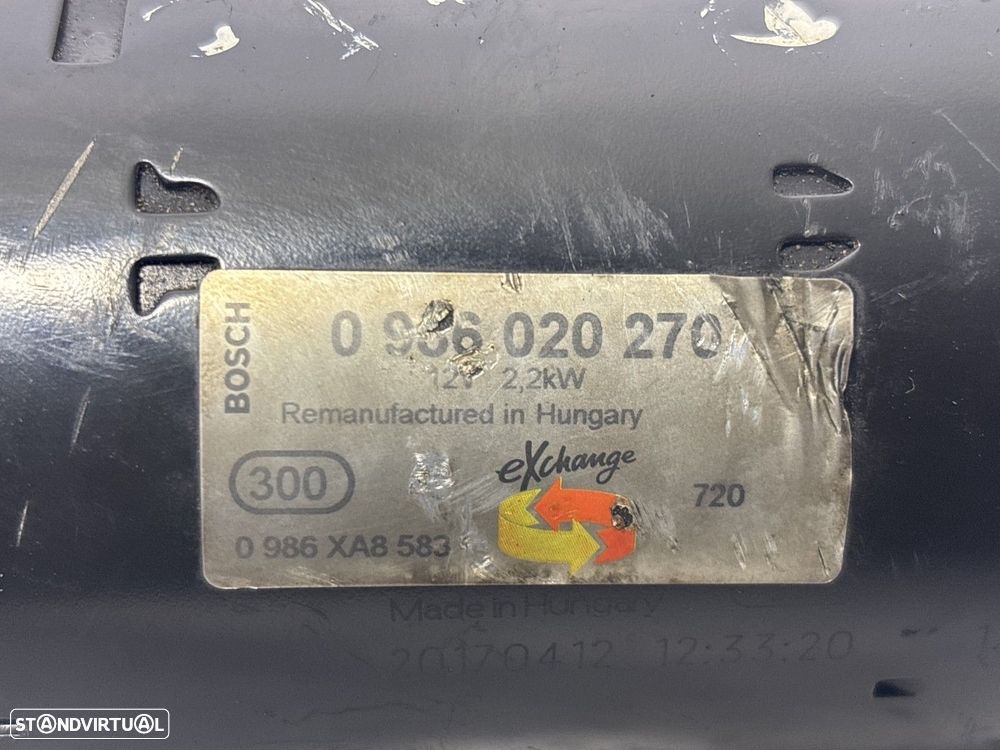 BOSCH
0 986 020 270
12V 2,2kW
Remanufactured in Hungary
300
eXchange
720
0 986 XA8 583
Made in Hungary
20170412 12:33:20
STANDVIRTUAL